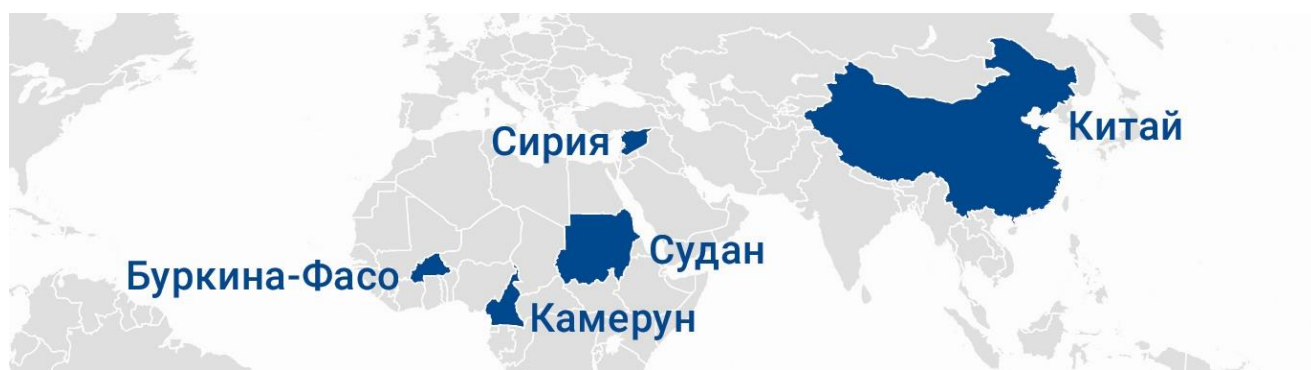 Китай
Сирия
Судан
Буркина-Фасо
Камерун